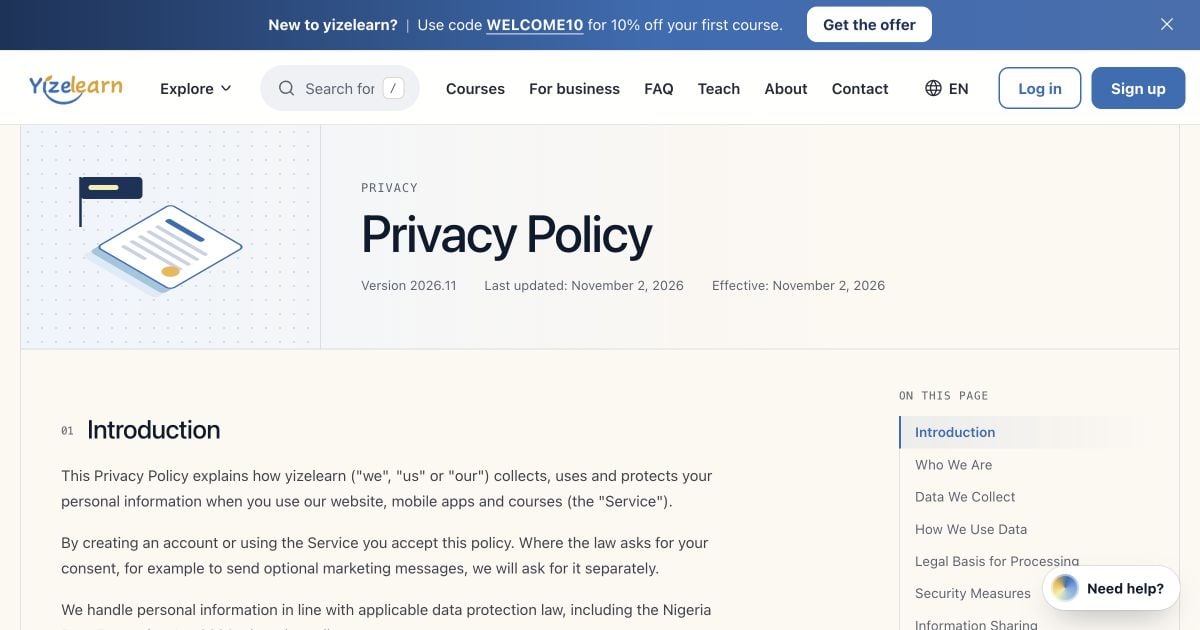 New to yizelearn? | Use code WELCOME10 for 10% off your first course.
Get the offer
Yizelearn
Explore
Search for /
Courses
For business
FAQ
Teach
About
Contact
EN
Log in
Sign up
PRIVACY
Privacy Policy
Version 2026.11 Last updated: November 2, 2026 Effective: November 2, 2026
01 Introduction
This Privacy Policy explains how yizelearn ("we", "us" or "our") collects, uses and protects your
personal information when you use our website, mobile apps and courses (the "Service").
By creating an account or using the Service you accept this policy. Where the law asks for your
consent, for example to send optional marketing messages, we will ask for it separately.
We handle personal information in line with applicable data protection law, including the Nigeria
ON THIS PAGE
Introduction
Who We Are
Data We Collect
How We Use Data
Legal Basis for Processing
Security Measures
Information Sharing
Need help?